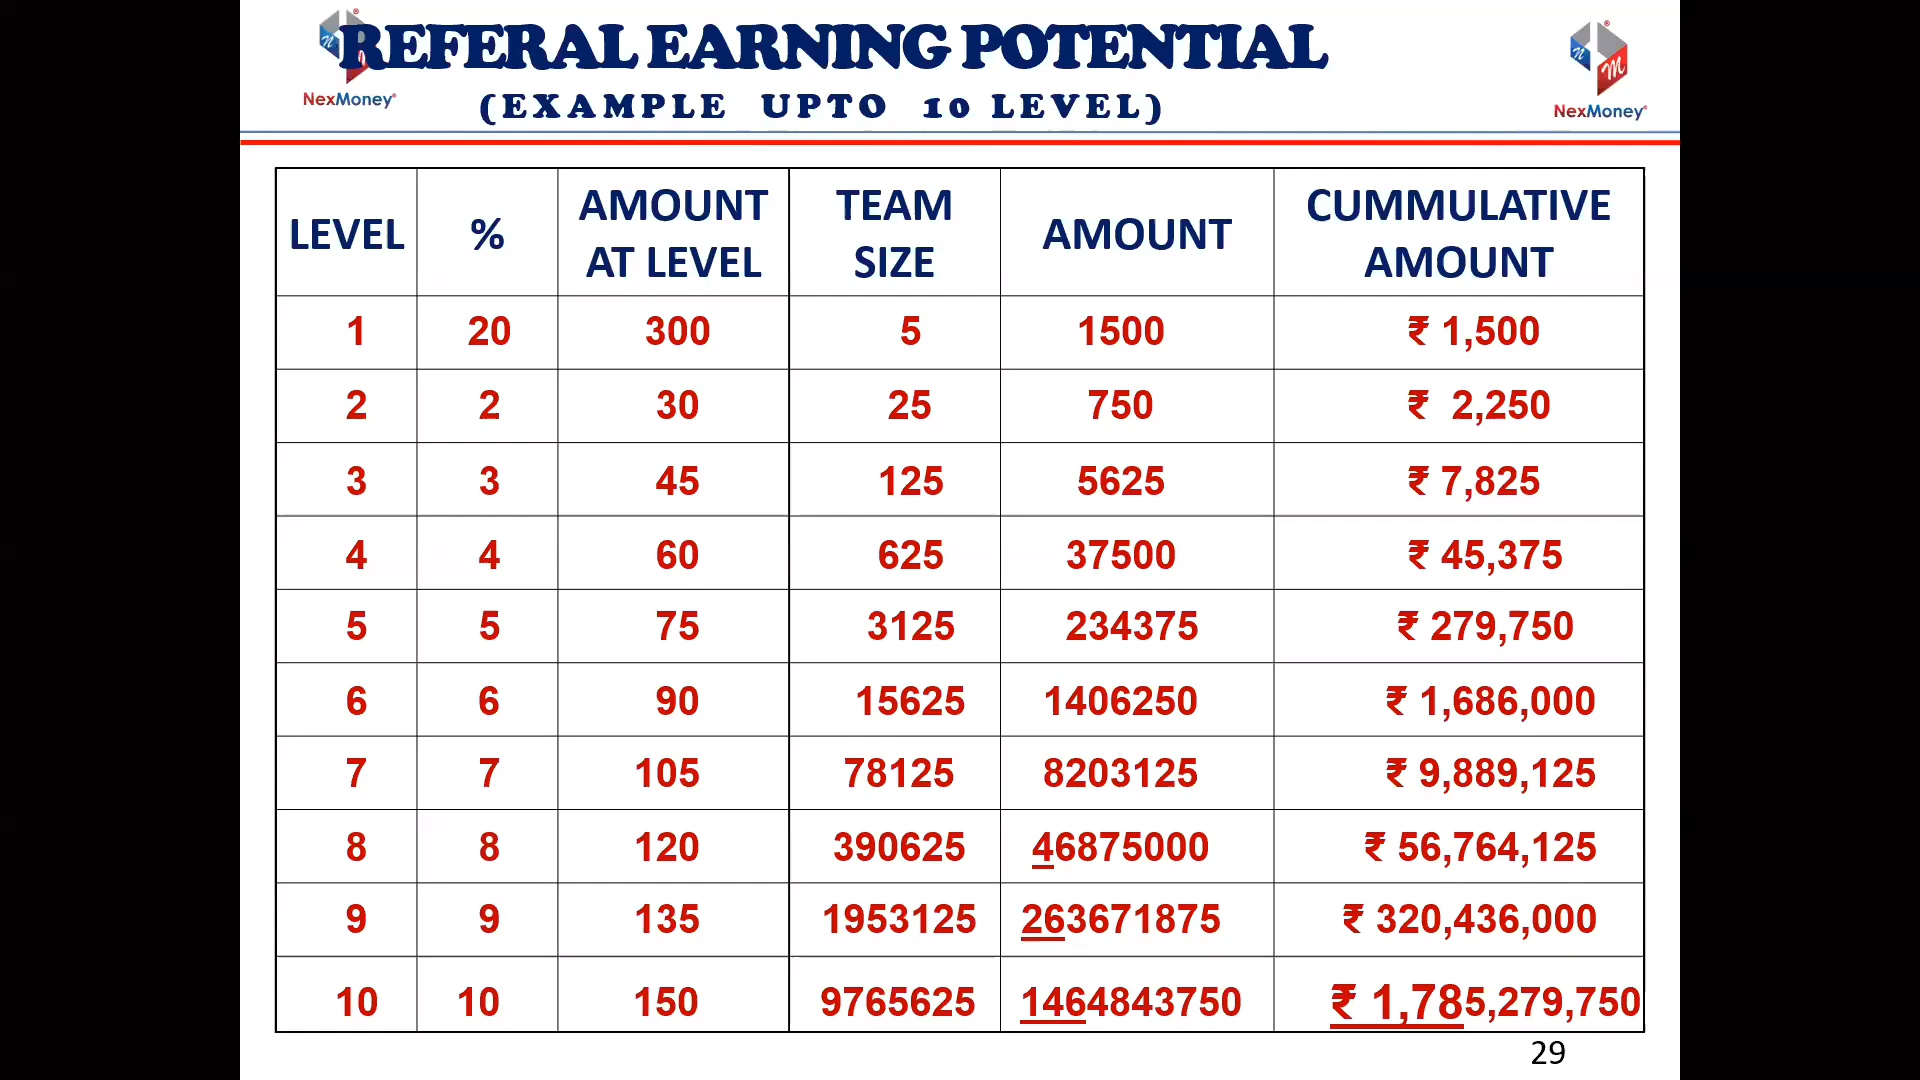 REFERAL EARNING POTENTIAL
(EXAMPLE UPTO 10 LEVEL)
NexMoney
NexMoney
LEVEL % AMOUNT AT LEVEL TEAM SIZE AMOUNT CUMMULATIVE AMOUNT
1 20 300 5 1500 ₹ 1,500
2 2 30 25 750 ₹ 2,250
3 3 45 125 5625 ₹ 7,825
4 4 60 625 37500 ₹ 45,375
5 5 75 3125 234375 ₹ 279,750
6 6 90 15625 1406250 ₹ 1,686,000
7 7 105 78125 8203125 ₹ 9,889,125
8 8 120 390625 46875000 ₹ 56,764,125
9 9 135 1953125 263671875 ₹ 320,436,000
10 10 150 9765625 1464843750 ₹ 1,785,279,750
29